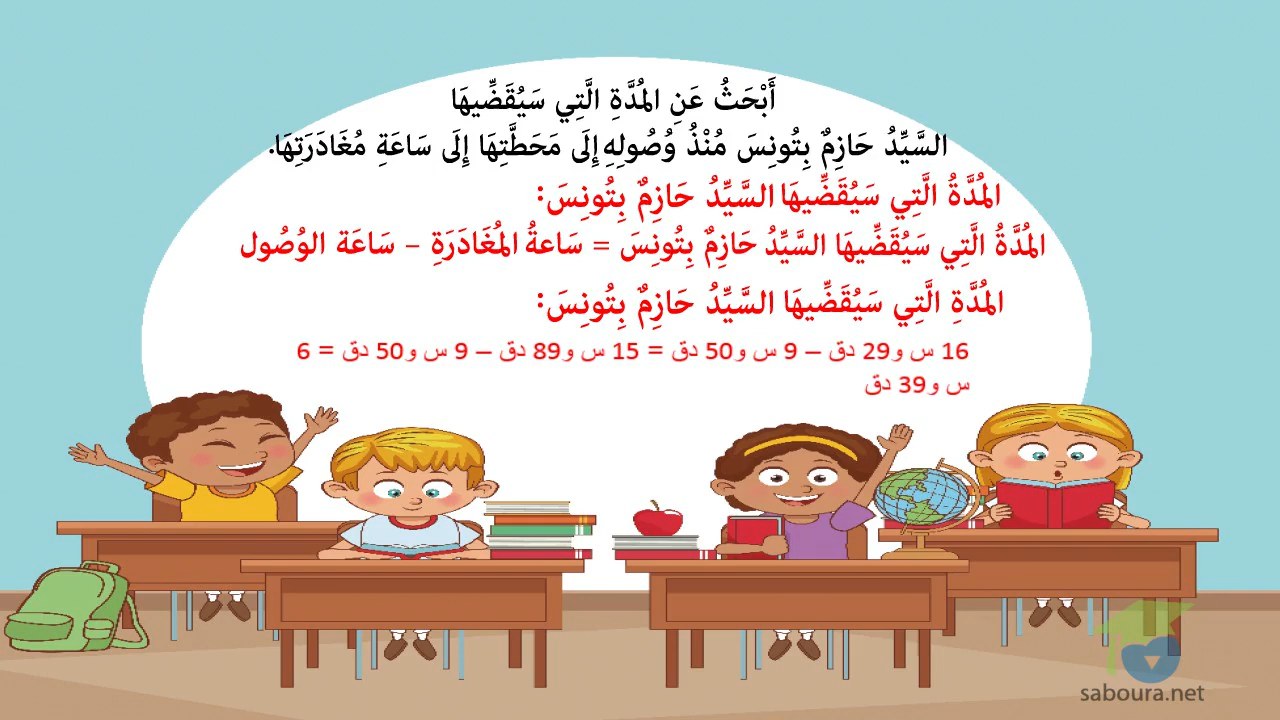 أَبْحَثُ عَنِ المُدَّةِ الَّتِي سَيُقَضِّيهَا
السَّيِّدُ حَازِمٌ بِتُونِسَ مُنْذُ وُصُولِهِ إِلَى مَحَطَّتِهَا إِلَى سَاعَةِ مُغَادَرَتِهَا.
المُدَّةُ الَّتِي سَيُقَضِّيهَا السَّيِّدُ حَازِمٌ بِتُونِسَ:
المُدَّةُ الَّتِي سَيُقَضِّيهَا السَّيِّدُ حَازِمٌ بِتُونِسَ = سَاعةُ المُغَادَرَةِ – سَاعَة الوُصُول
المُدَّةِ الَّتِي سَيُقَضِّيهَا السَّيِّدُ حَازِمٌ بِتُونِسَ:
16 س و29 دق – 9 س و50 دق = 15 س و89 دق – 9 س و50 دق = 6
س و39 دق
saboura.net